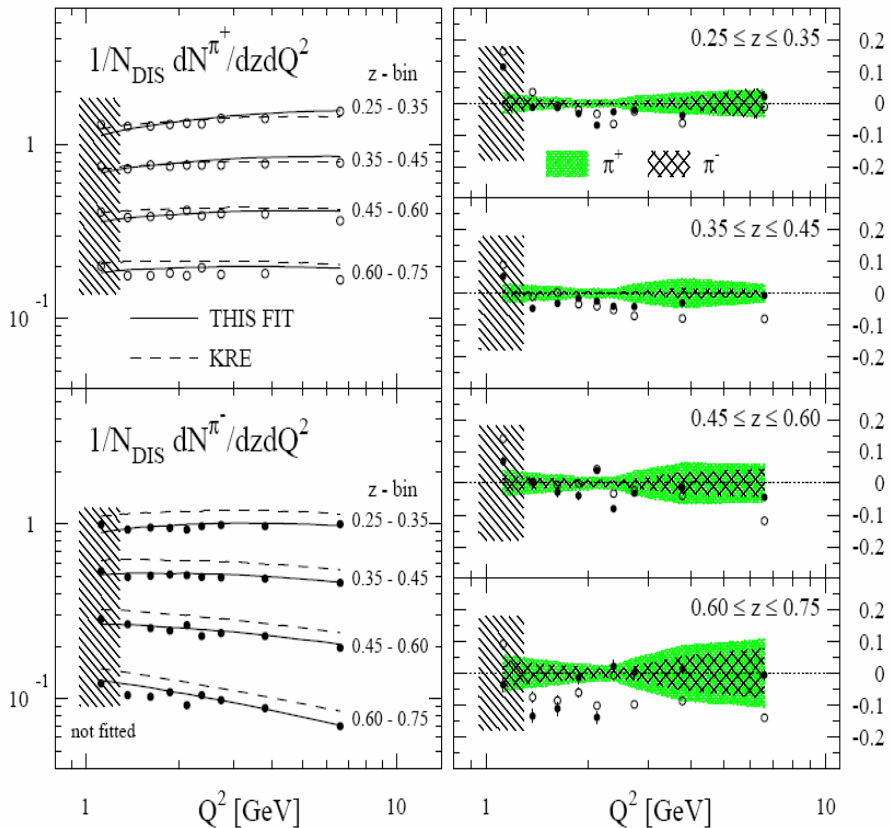 1/N_DIS dN^π+/dzdQ^2
z - bin
0.25 - 0.35
0.35 - 0.45
0.45 - 0.60
0.60 - 0.75
1
10^-1
THIS FIT
KRE
1/N_DIS dN^π-/dzdQ^2
z - bin
0.25 - 0.35
0.35 - 0.45
0.45 - 0.60
0.60 - 0.75
1
10^-1
not fitted
1
10
Q^2 [GeV]
0.25 ≤ z ≤ 0.35
π+
π-
0.2
0.1
0
-0.1
-0.2
0.35 ≤ z ≤ 0.45
0.2
0.1
0
-0.1
-0.2
0.45 ≤ z ≤ 0.60
0.2
0.1
0
-0.1
-0.2
0.60 ≤ z ≤ 0.75
0.2
0.1
0
-0.1
-0.2
1
10
Q^2 [GeV]